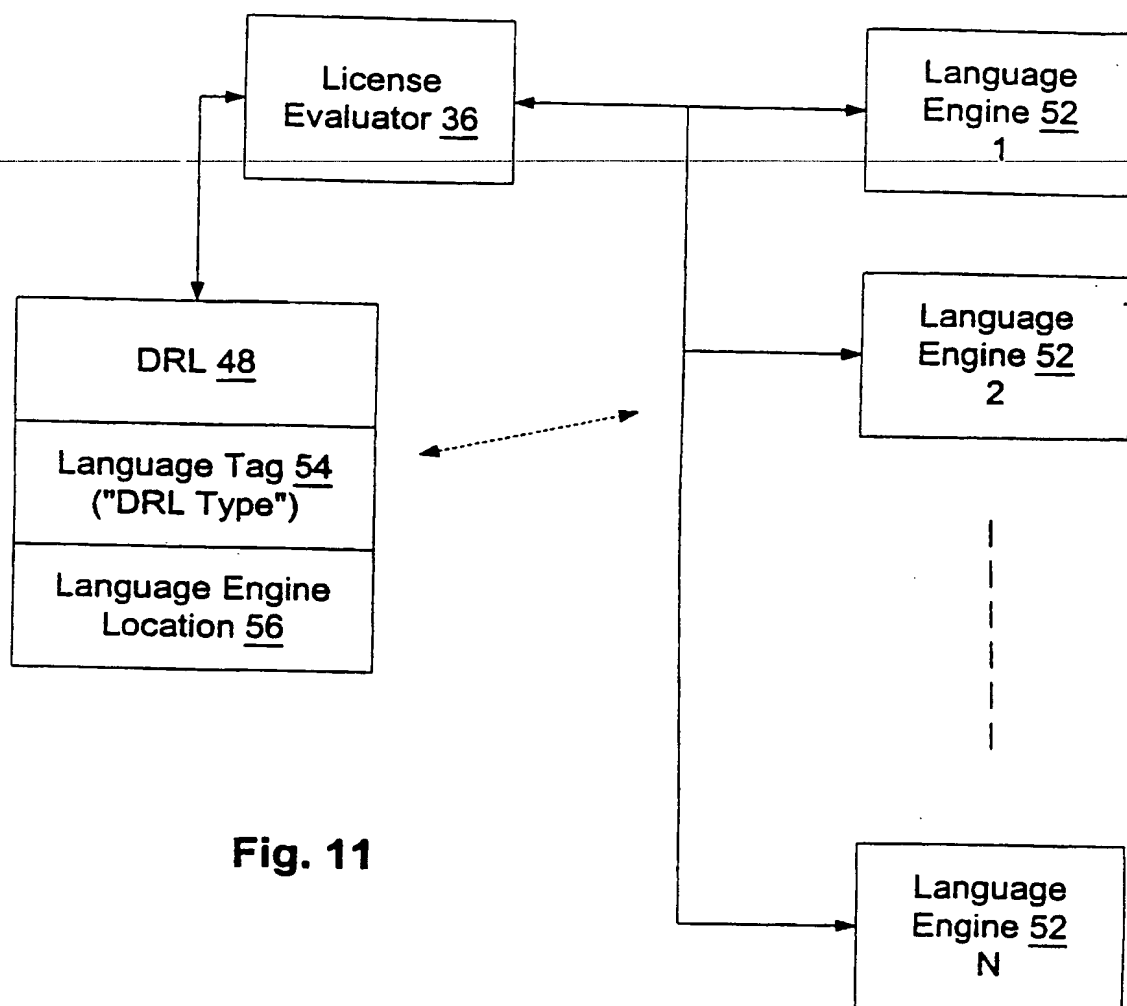 License
Evaluator 36
Language
Engine 52
1
DRL 48
Language Tag 54
("DRL Type")
Language Engine
Location 56
Language
Engine 52
2
Language
Engine 52
N
Fig. 11